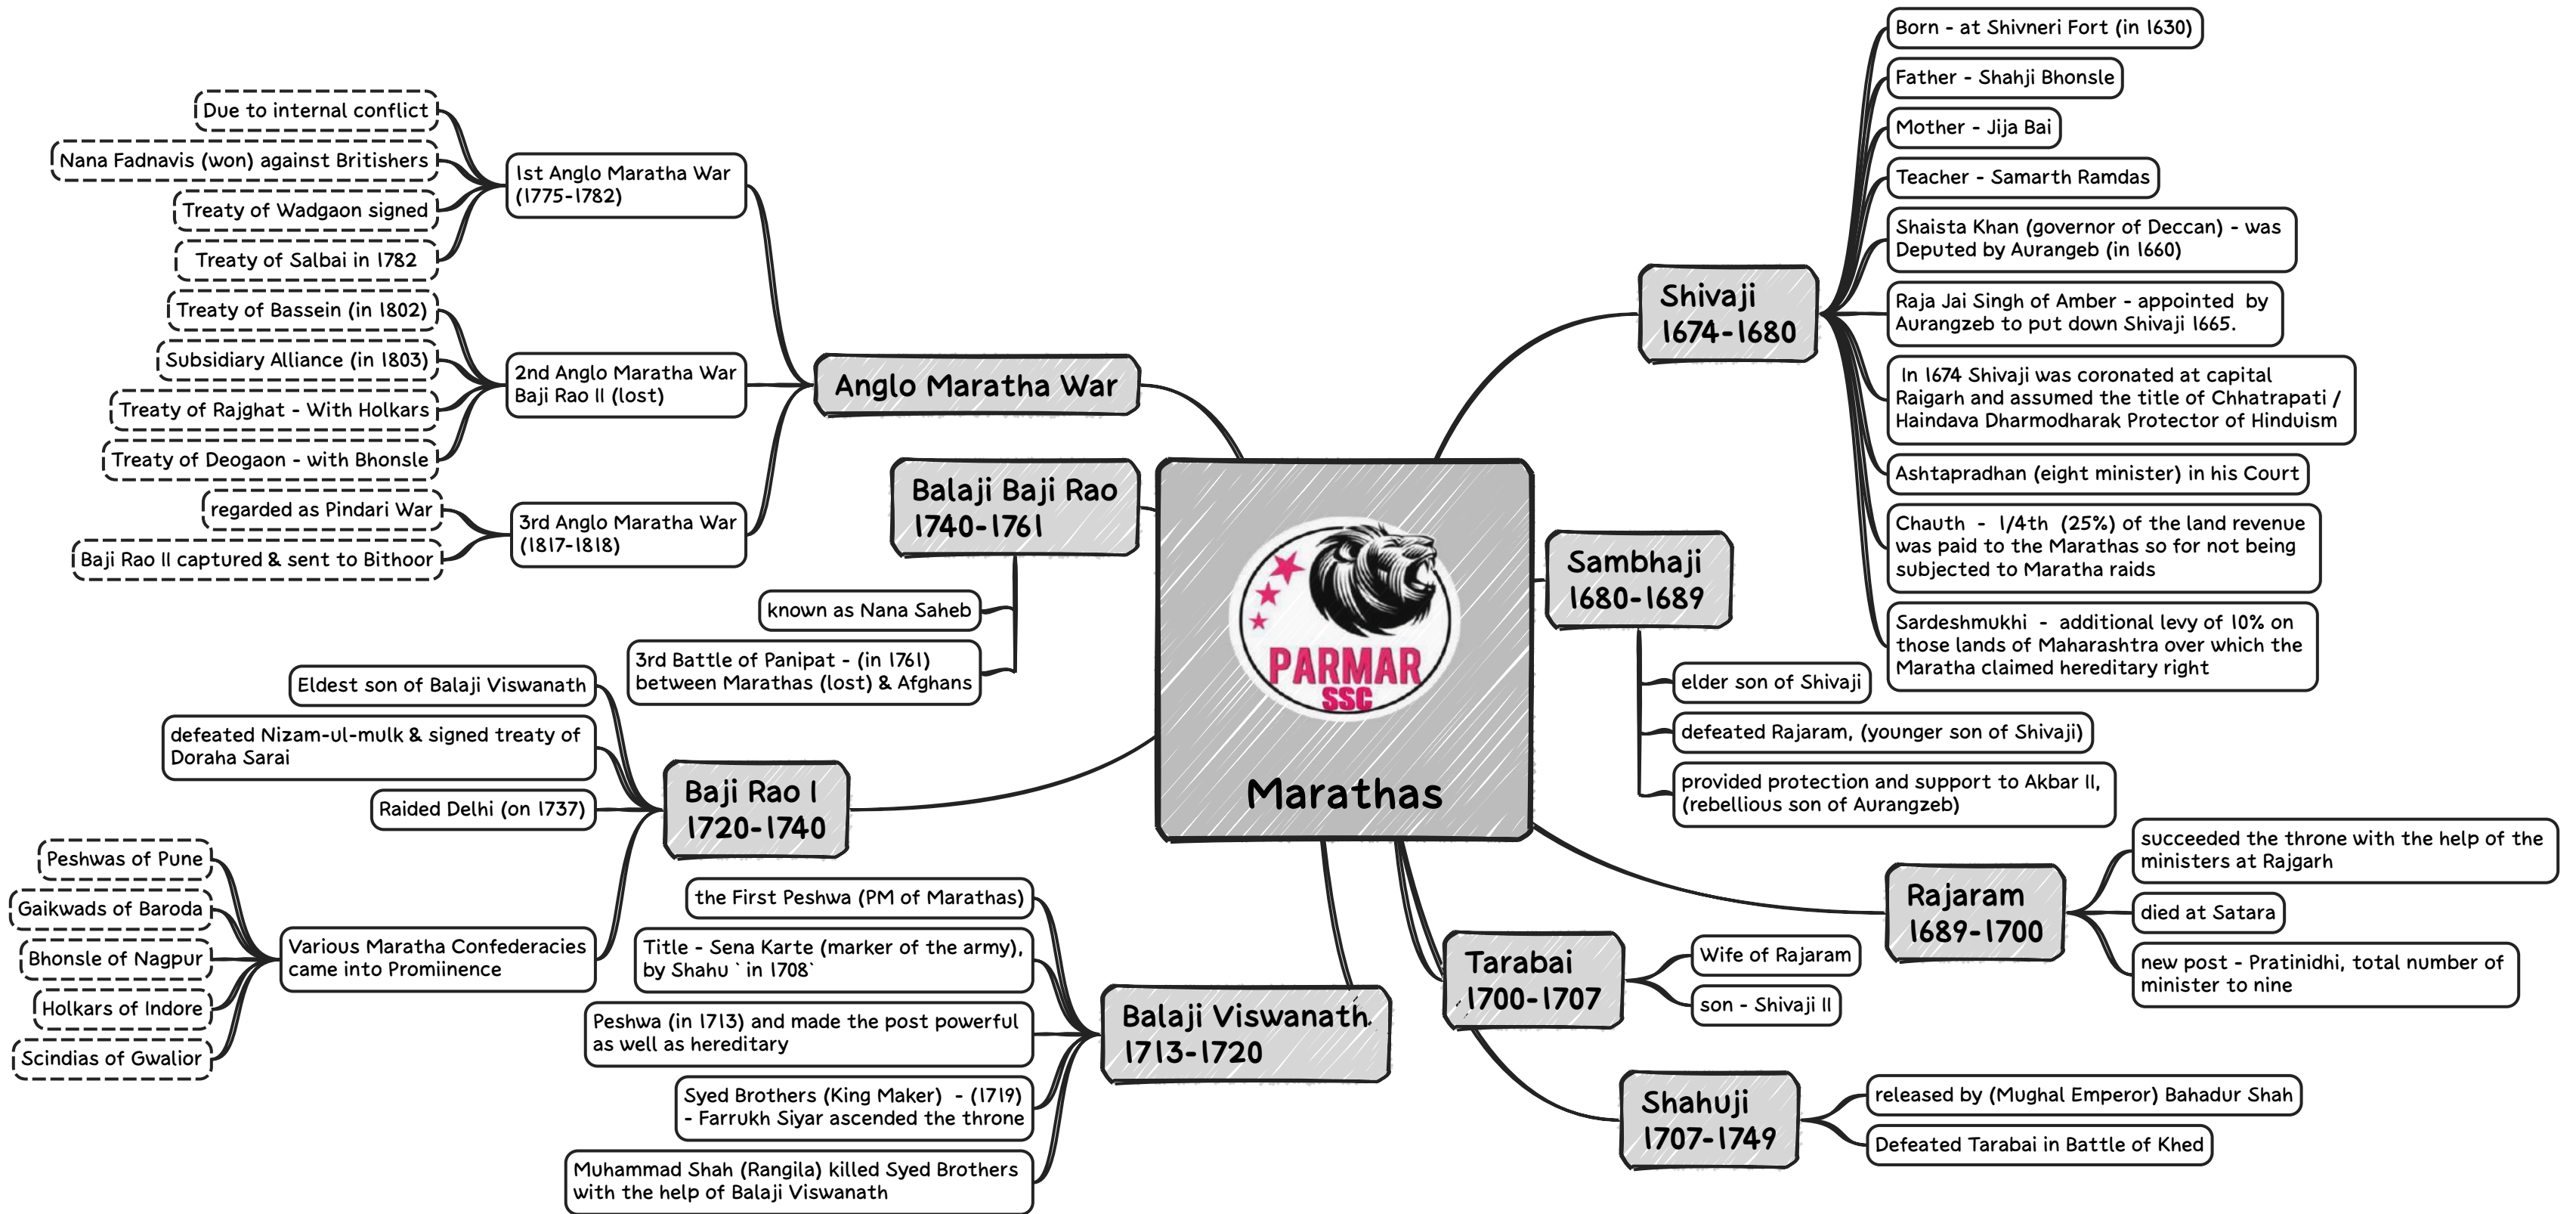 Marathas
PARMAR
SSC
Shivaji
1674-1680
Born - at Shivneri Fort (in 1630)
Father - Shahji Bhonsle
Mother - Jija Bai
Teacher - Samarth Ramdas
Shaista Khan (governor of Deccan) - was
Deputed by Aurangeb (in 1660)
Raja Jai Singh of Amber - appointed by
Aurangzeb to put down Shivaji 1665.
In 1674 Shivaji was coronated at capital
Raigarh and assumed the title of Chhatrapati /
Haindava Dharmodharak Protector of Hinduism
Ashtapradhan (eight minister) in his Court
Chauth - 1/4th (25%) of the land revenue
was paid to the Marathas so for not being
subjected to Maratha raids
Sardeshmukhi - additional levy of 10% on
those lands of Maharashtra over which the
Maratha claimed hereditary right
Sambhaji
1680-1689
elder son of Shivaji
defeated Rajaram, (younger son of Shivaji)
provided protection and support to Akbar II,
(rebellious son of Aurangzeb)
Rajaram
1689-1700
succeeded the throne with the help of the
ministers at Rajgarh
died at Satara
new post - Pratinidhi, total number of
minister to nine
Tarabai
1700-1707
Wife of Rajaram
son - Shivaji II
Shahuji
1707-1749
released by (Mughal Emperor) Bahadur Shah
Defeated Tarabai in Battle of Khed
Balaji Viswanath
1713-1720
the First Peshwa (PM of Marathas)
Title - Sena Karte (marker of the army),
by Shahu ` in 1708`
Peshwa (in 1713) and made the post powerful
as well as hereditary
Syed Brothers (King Maker) - (1719)
- Farrukh Siyar ascended the throne
Muhammad Shah (Rangila) killed Syed Brothers
with the help of Balaji Viswanath
Baji Rao I
1720-1740
Eldest son of Balaji Viswanath
defeated Nizam-ul-mulk & signed treaty of
Doraha Sarai
Raided Delhi (on 1737)
Various Maratha Confederacies
came into Promiinence
Peshwas of Pune
Gaikwads of Baroda
Bhonsle of Nagpur
Holkars of Indore
Scindias of Gwalior
Balaji Baji Rao
1740-1761
known as Nana Saheb
3rd Battle of Panipat - (in 1761)
between Marathas (lost) & Afghans
Anglo Maratha War
1st Anglo Maratha War
(1775-1782)
Due to internal conflict
Nana Fadnavis (won) against Britishers
Treaty of Wadgaon signed
Treaty of Salbai in 1782
2nd Anglo Maratha War
Baji Rao II (lost)
Treaty of Bassein (in 1802)
Subsidiary Alliance (in 1803)
Treaty of Rajghat - With Holkars
Treaty of Deogaon - with Bhonsle
3rd Anglo Maratha War
(1817-1818)
regarded as Pindari War
Baji Rao II captured & sent to Bithoor